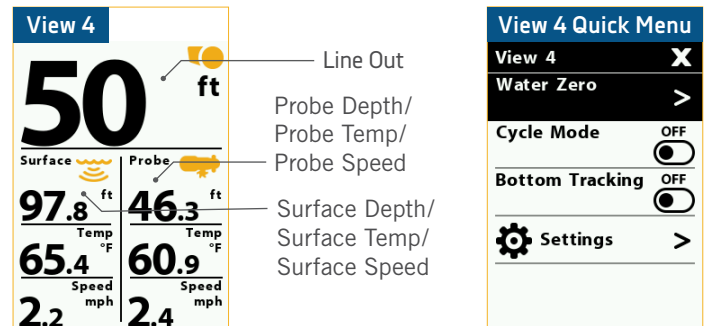 View 4
50
ft
Surface
Probe
97.8 ft
46.3 ft
Temp
Temp
65.4 °F
60.9 °F
Speed
Speed
2.2 mph
2.4 mph
Line Out
Probe Depth/
Probe Temp/
Probe Speed
Surface Depth/
Surface Temp/
Surface Speed
View 4 Quick Menu
View 4 X
Water Zero >
Cycle Mode OFF
Bottom Tracking OFF
Settings >